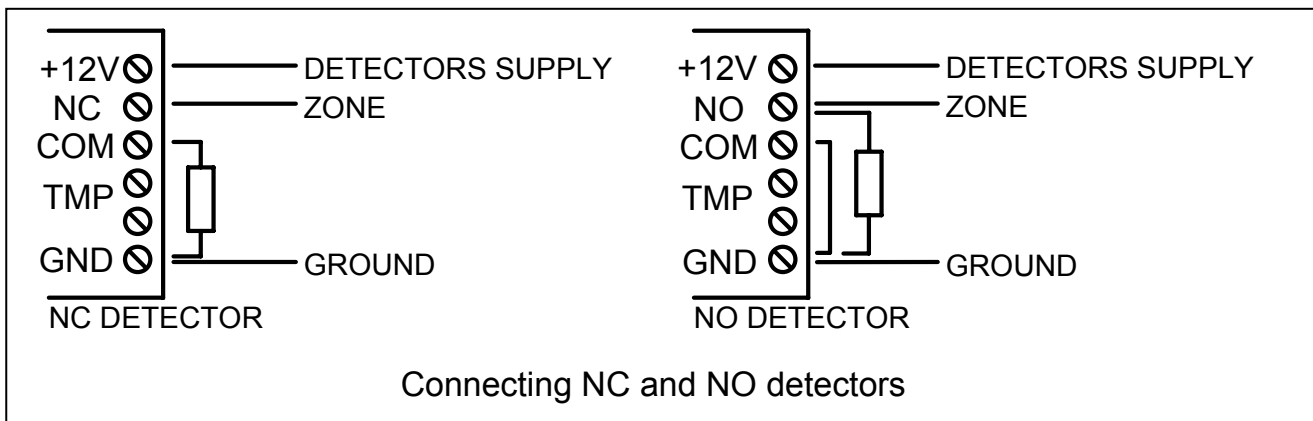 +12V DETECTORS SUPPLY
NC ZONE
COM
TMP
GND GROUND
NC DETECTOR
+12V DETECTORS SUPPLY
NO ZONE
COM
TMP
GND GROUND
NO DETECTOR
Connecting NC and NO detectors